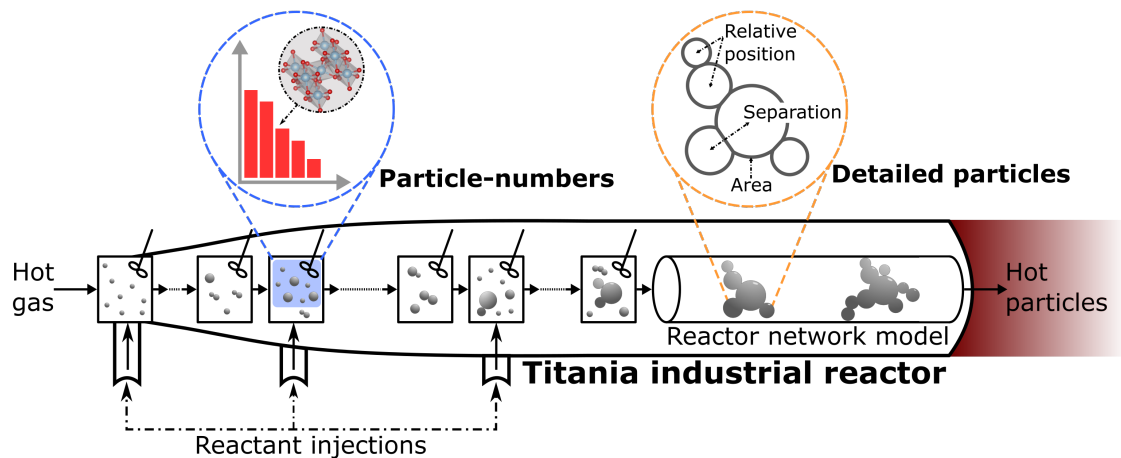 Relative
position
Separation
Area
Particle-numbers
Detailed particles
Hot
gas
Hot
particles
Reactor network model
Titania industrial reactor
Reactant injections